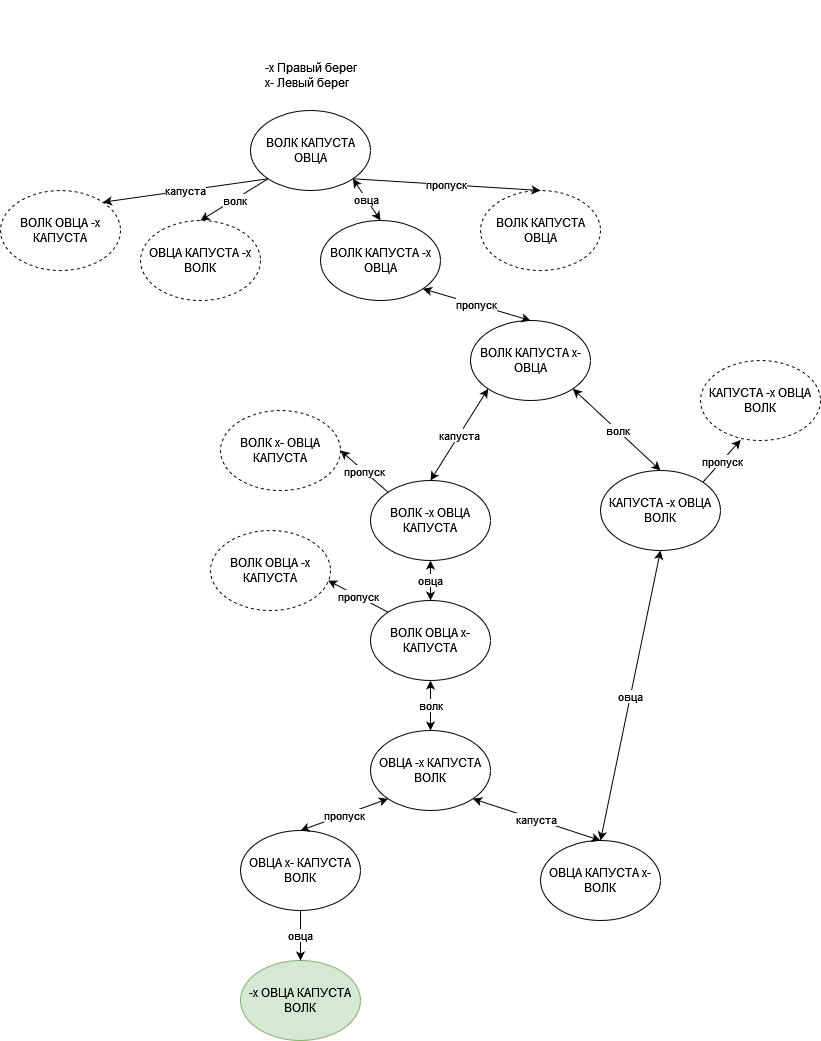 -x Правый берег
x- Левый берег
ВОЛК КАПУСТА
ОВЦА
капуста
волк
овца
пропуск
ВОЛК ОВЦА -x
КАПУСТА
ОВЦА КАПУСТА -x
ВОЛК
ВОЛК КАПУСТА -x
ОВЦА
ВОЛК КАПУСТА
ОВЦА
пропуск
ВОЛК КАПУСТА x-
ОВЦА
КАПУСТА -x ОВЦА
ВОЛК
капуста
волк
ВОЛК x- ОВЦА
КАПУСТА
пропуск
пропуск
ВОЛК -x ОВЦА
КАПУСТА
КАПУСТА -x ОВЦА
ВОЛК
овца
ВОЛК ОВЦА -x
КАПУСТА
пропуск
ВОЛК ОВЦА x-
КАПУСТА
овца
волк
ОВЦА -x КАПУСТА
ВОЛК
пропуск
капуста
ОВЦА x- КАПУСТА
ВОЛК
ОВЦА КАПУСТА x-
ВОЛК
овца
-x ОВЦА КАПУСТА
ВОЛК